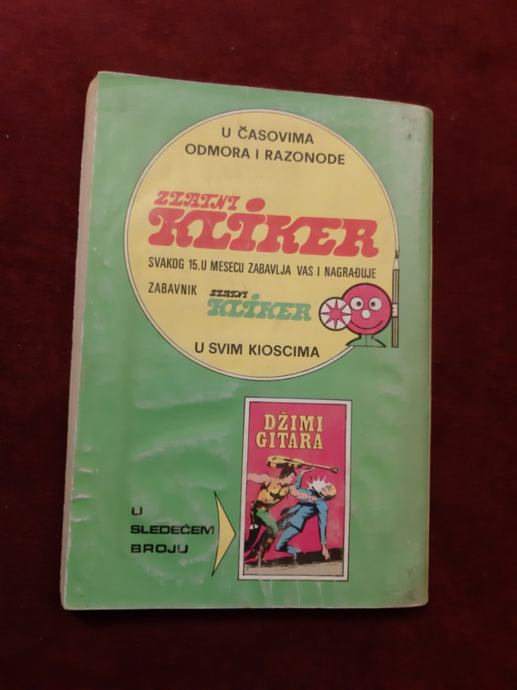 U ČASOVIMA
ODMORA I RAZONODE
ZLATNI
KLIKER
SVAKOG 15. U MESECU ZABAVLJA VAS I NAGRAĐUJE
ZABAVNIK ZLATNI
KLIKER
U SVIM KIOSCIMA
DŽIMI
GITARA
U
SLEDEĆEM
BROJU